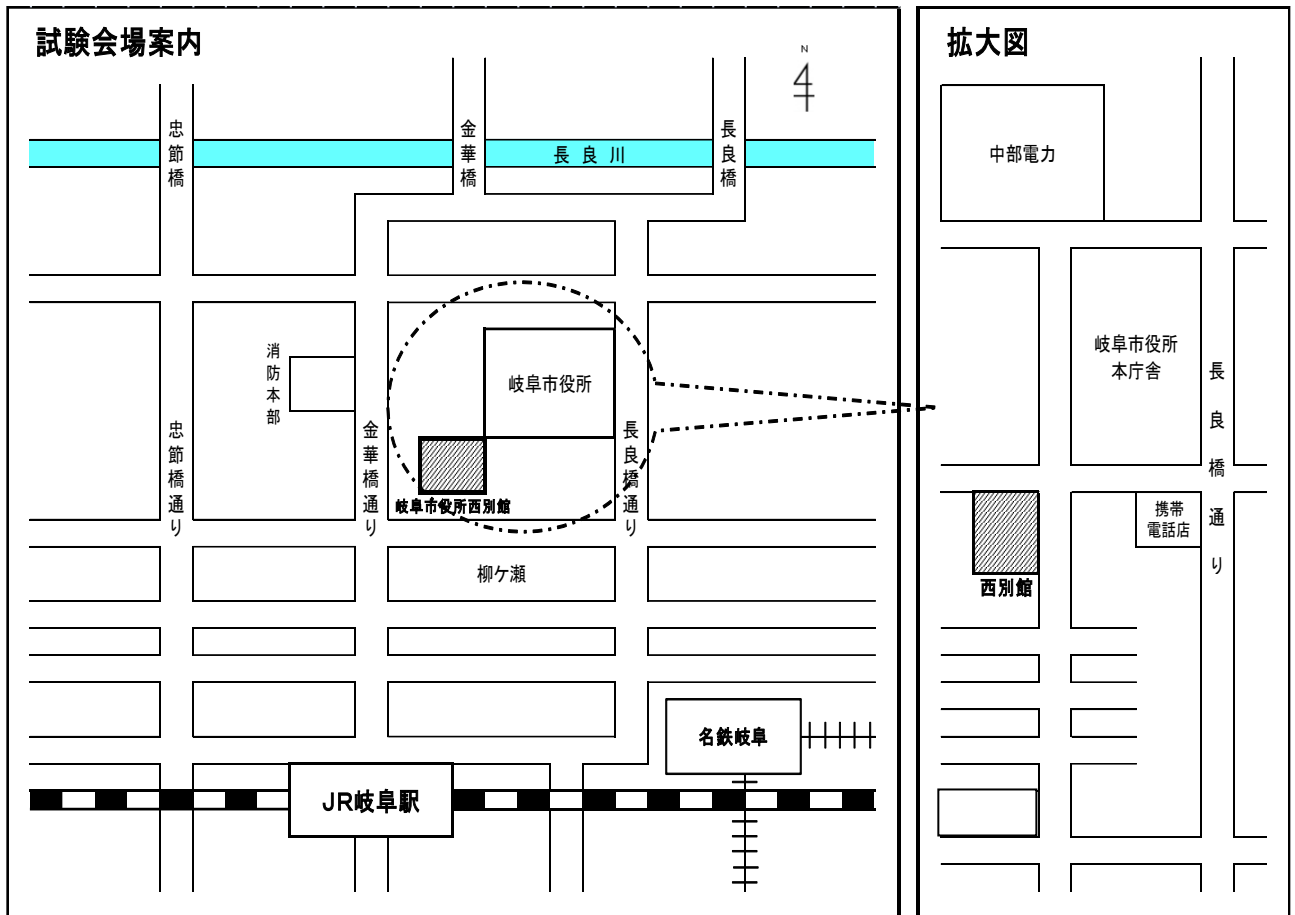 試験会場案内
N
忠節橋
金華橋
長良橋
長良川
消防本部
岐阜市役所
忠節橋通り
金華橋通り
長良橋通り
岐阜市役所西別館
柳ケ瀬
名鉄岐阜
JR岐阜駅
拡大図
中部電力
岐阜市役所
本庁舎
長良橋通り
携帯
電話店
西別館